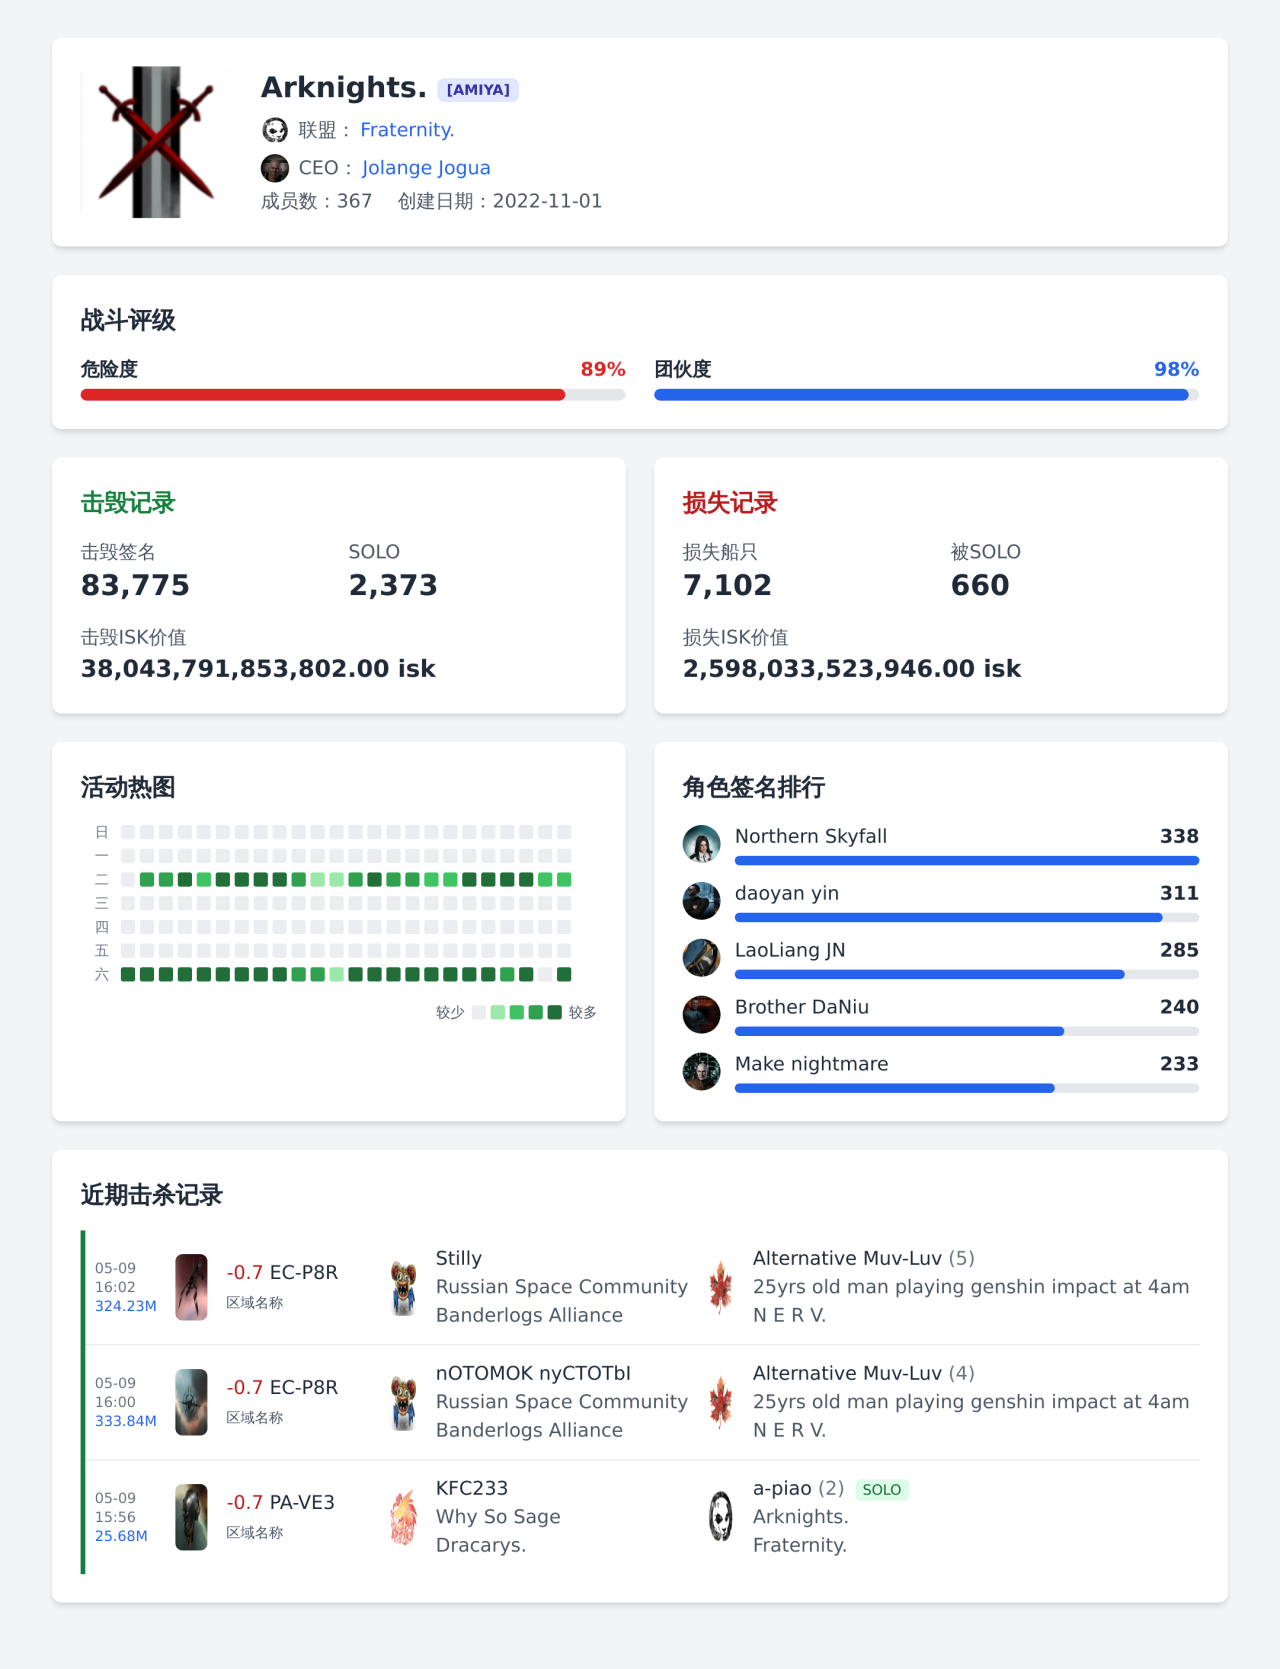 Arknights. [AMIYA]
联盟： Fraternity.
CEO： Jolange Jogua
成员数：367 创建日期：2022-11-01
战斗评级
危险度 89%
团伙度 98%
击毁记录
击毁签名
83,775
SOLO
2,373
击毁ISK价值
38,043,791,853,802.00 isk
损失记录
损失船只
7,102
被SOLO
660
损失ISK价值
2,598,033,523,946.00 isk
活动热图
日
一
二
三
四
五
六
较少 较多
角色签名排行
Northern Skyfall 338
daoyan yin 311
LaoLiang JN 285
Brother DaNiu 240
Make nightmare 233
近期击杀记录
05-09
16:02
324.23M
-0.7 EC-P8R
区域名称
Stilly
Russian Space Community
Banderlogs Alliance
Alternative Muv-Luv (5)
25yrs old man playing genshin impact at 4am
N E R V.
05-09
16:00
333.84M
-0.7 EC-P8R
区域名称
nOTOMOK nyCTOTbI
Russian Space Community
Banderlogs Alliance
Alternative Muv-Luv (4)
25yrs old man playing genshin impact at 4am
N E R V.
05-09
15:56
25.68M
-0.7 PA-VE3
区域名称
KFC233
Why So Sage
Dracarys.
a-piao (2) SOLO
Arknights.
Fraternity.